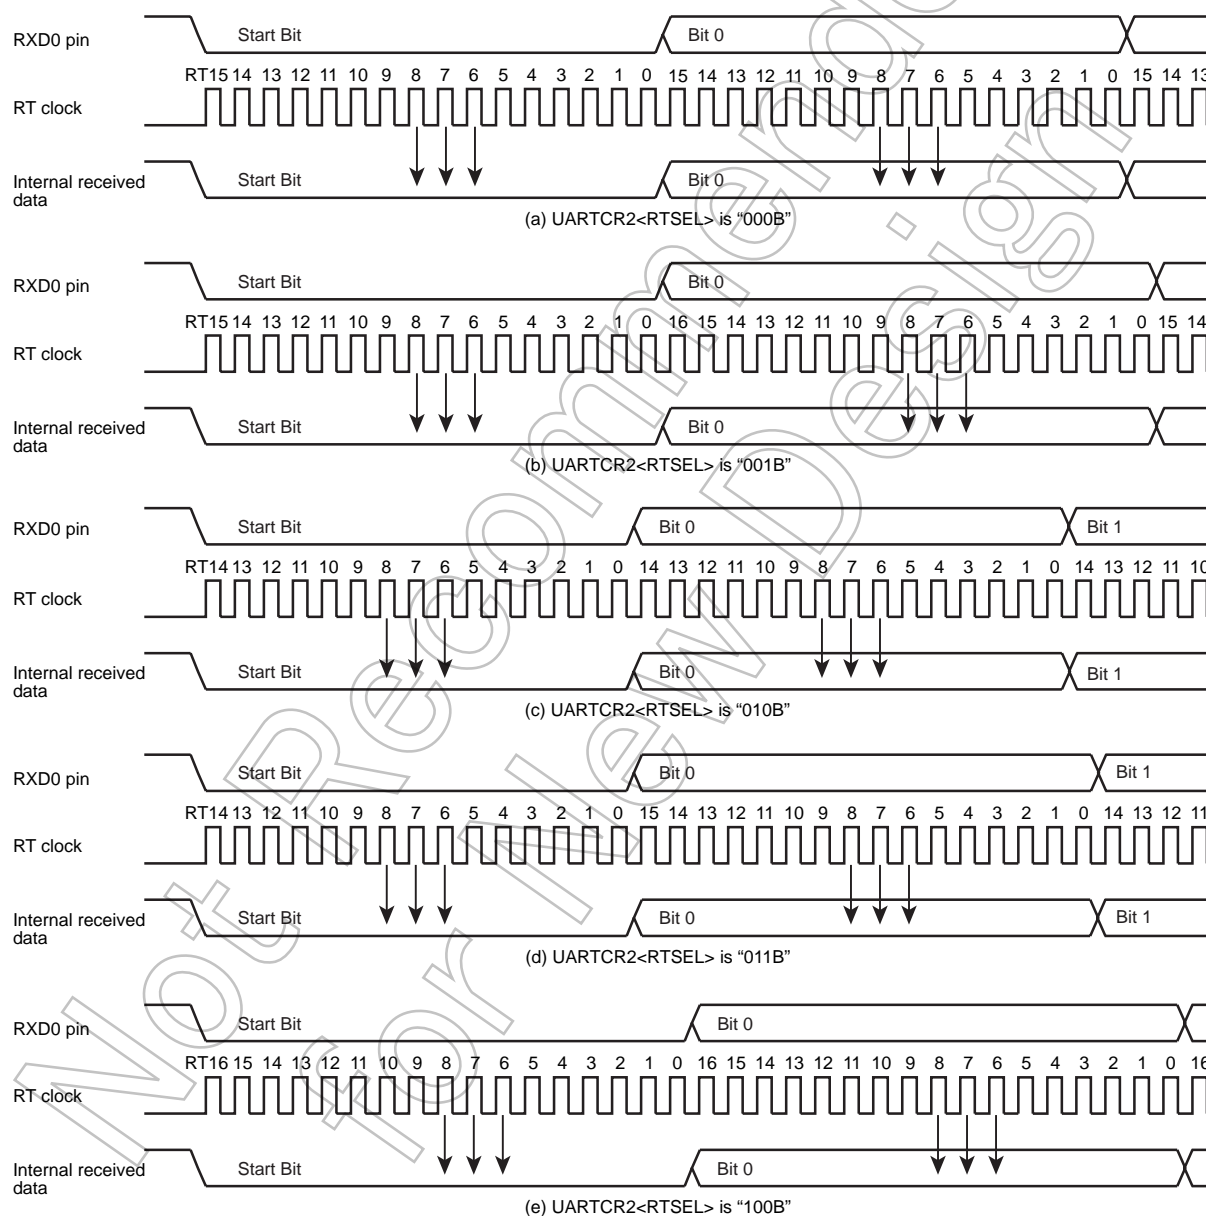 RXD0 pin Start Bit Bit 0
RT15 14 13 12 11 10 9 8 7 6 5 4 3 2 1 0 15 14 13 12 11 10 9 8 7 6 5 4 3 2 1 0 15 14 13
RT clock
Internal received data Start Bit Bit 0
(a) UARTCR2<RTSEL> is “000B”
RXD0 pin Start Bit Bit 0
RT15 14 13 12 11 10 9 8 7 6 5 4 3 2 1 0 16 15 14 13 12 11 10 9 8 7 6 5 4 3 2 1 0 15 14
RT clock
Internal received data Start Bit Bit 0
(b) UARTCR2<RTSEL> is “001B”
RXD0 pin Start Bit Bit 0 Bit 1
RT14 13 12 11 10 9 8 7 6 5 4 3 2 1 0 14 13 12 11 10 9 8 7 6 5 4 3 2 1 0 14 13 12 11 10
RT clock
Internal received data Start Bit Bit 0 Bit 1
(c) UARTCR2<RTSEL> is “010B”
RXD0 pin Start Bit Bit 0 Bit 1
RT14 13 12 11 10 9 8 7 6 5 4 3 2 1 0 15 14 13 12 11 10 9 8 7 6 5 4 3 2 1 0 14 13 12 11
RT clock
Internal received data Start Bit Bit 0 Bit 1
(d) UARTCR2<RTSEL> is “011B”
RXD0 pin Start Bit Bit 0
RT16 15 14 13 12 11 10 9 8 7 6 5 4 3 2 1 0 16 15 14 13 12 11 10 9 8 7 6 5 4 3 2 1 0 16
RT clock
Internal received data Start Bit Bit 0
(e) UARTCR2<RTSEL> is “100B”
Not Recommende
for New Design